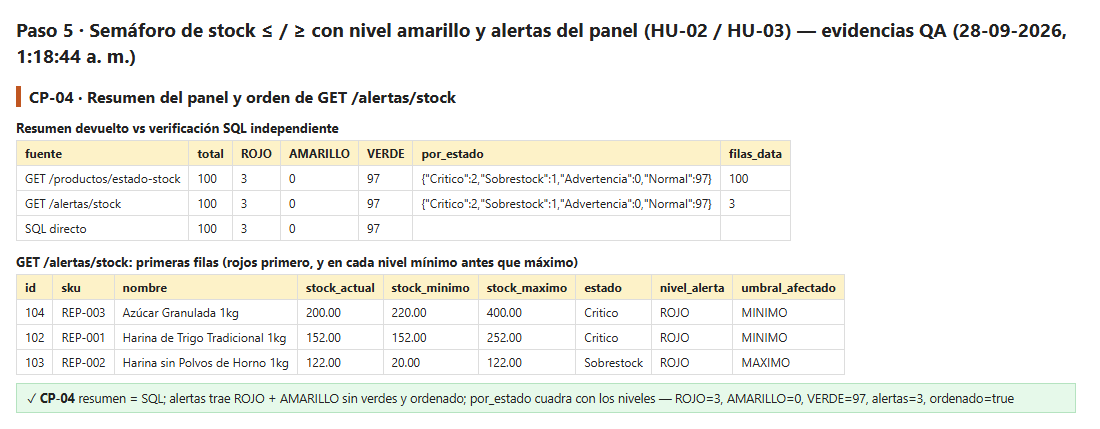 Paso 5 · Semáforo de stock ≤ / ≥ con nivel amarillo y alertas del panel (HU-02 / HU-03) — evidencias QA (28-09-2026,
1:18:44 a. m.)
CP-04 · Resumen del panel y orden de GET /alertas/stock
Resumen devuelto vs verificación SQL independiente
fuente total ROJO AMARILLO VERDE por_estado filas_data
GET /productos/estado-stock 100 3 0 97 {"Critico":2,"Sobrestock":1,"Advertencia":0,"Normal":97} 100
GET /alertas/stock 100 3 0 97 {"Critico":2,"Sobrestock":1,"Advertencia":0,"Normal":97} 3
SQL directo 100 3 0 97
GET /alertas/stock: primeras filas (rojos primero, y en cada nivel mínimo antes que máximo)
id sku nombre stock_actual stock_minimo stock_maximo estado nivel_alerta umbral_afectado
104 REP-003 Azúcar Granulada 1kg 200.00 220.00 400.00 Critico ROJO MINIMO
102 REP-001 Harina de Trigo Tradicional 1kg 152.00 152.00 252.00 Critico ROJO MINIMO
103 REP-002 Harina sin Polvos de Horno 1kg 122.00 20.00 122.00 Sobrestock ROJO MAXIMO
✓ CP-04 resumen = SQL; alertas trae ROJO + AMARILLO sin verdes y ordenado; por_estado cuadra con los niveles — ROJO=3, AMARILLO=0, VERDE=97, alertas=3, ordenado=true